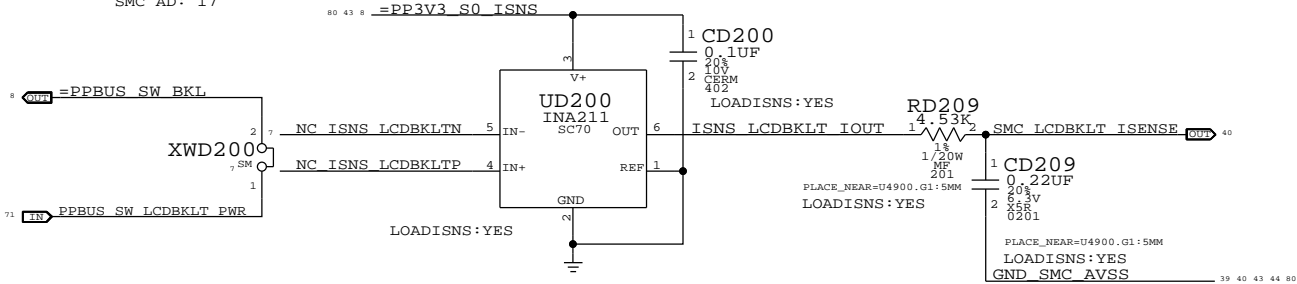 SMC AD: 17
80 43 8 =PP3V3_S0_ISNS
1 CD200
0.1UF
20%
10V
2 CERM
402
LOADISNS:YES
3
V+
8 OUT =PPBUS_SW_BKL
UD200
INA211
SC70
RD209
4.53K
2 7 NC_ISNS_LCDBKLTN 5 IN- OUT 6 ISNS_LCDBKLT_IOUT 1 2 SMC_LCDBKLT_ISENSE OUT 40
XWD200
7 SM NC_ISNS_LCDBKLTP 4 IN+ REF 1
1%
1/20W
MF
201
1 CD209
0.22UF
20%
6.3V
2 X5R
0201
1
PLACE_NEAR=U4900.G1:5MM
LOADISNS:YES
71 IN PPBUS_SW_LCDBKLT_PWR
GND
2
LOADISNS:YES
PLACE_NEAR=U4900.G1:5MM
LOADISNS:YES
GND_SMC_AVSS 39 40 43 44 80